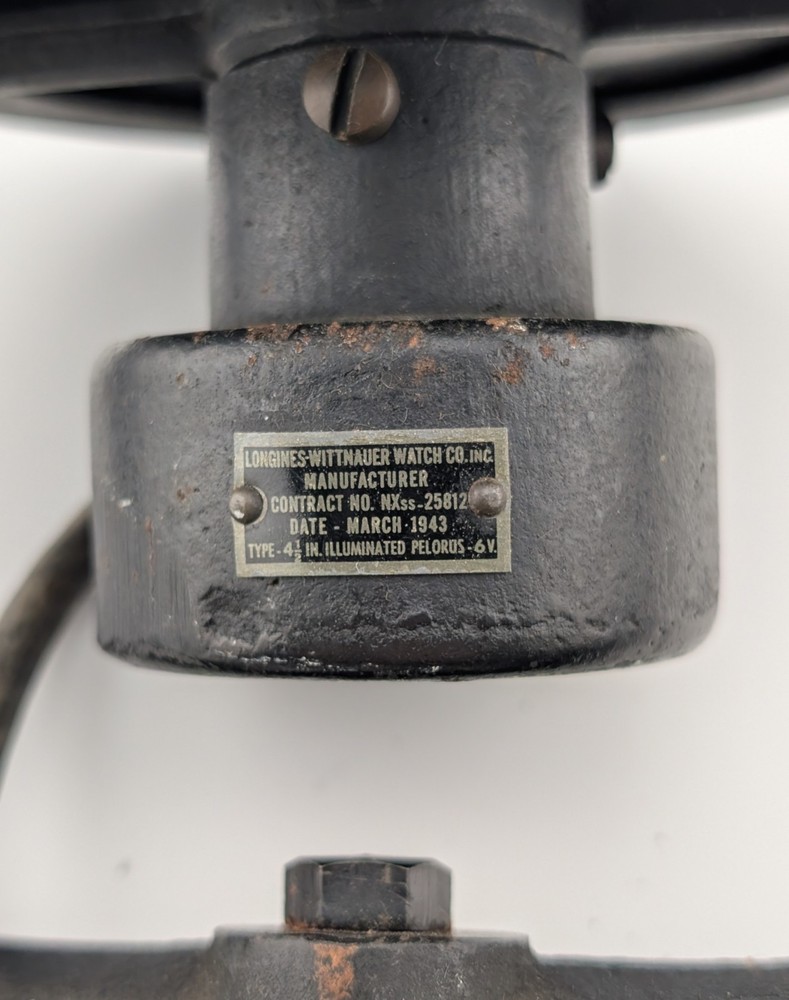 LONGINES-WITTNAUER WATCH CO. INC.
MANUFACTURER
CONTRACT NO. NXss-25812
DATE - MARCH 1943
TYPE - 4½ IN. ILLUMINATED PELORUS - 6 V.